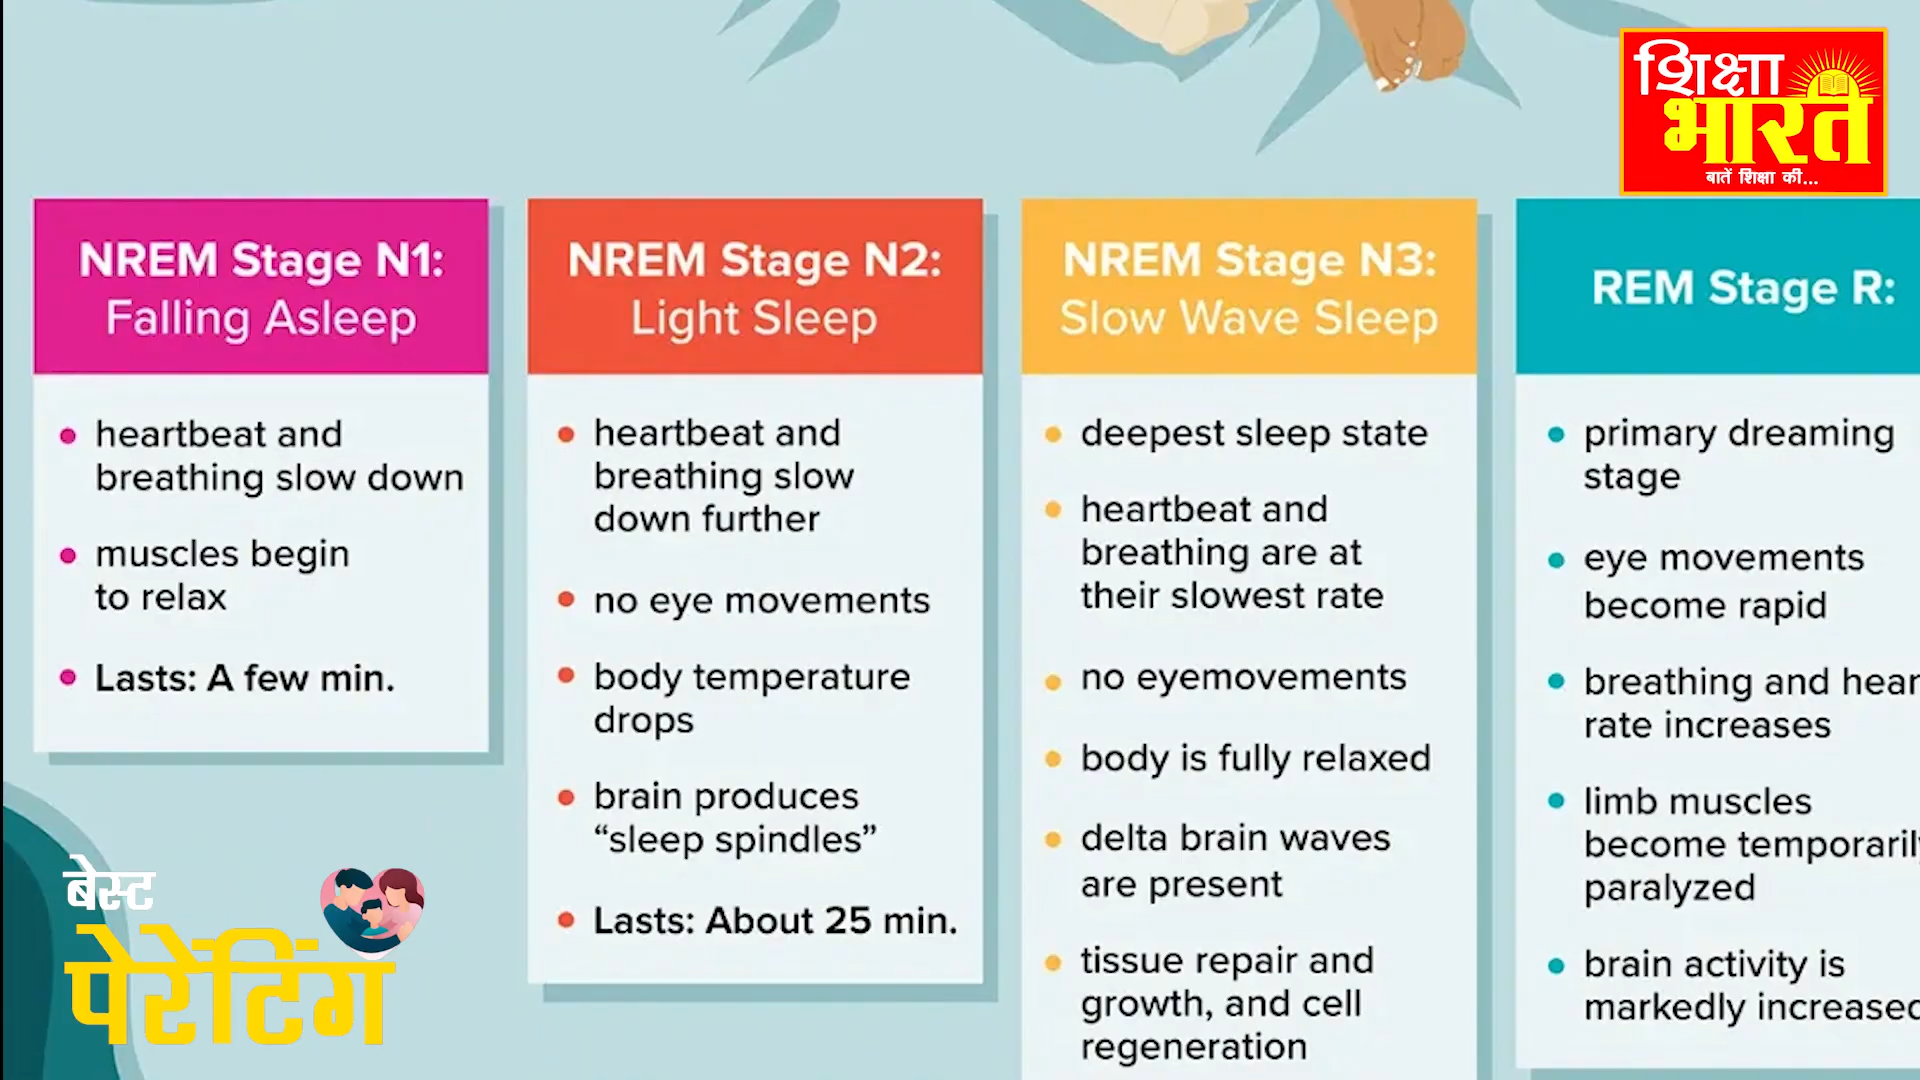 शिक्षा
भारत
बातें शिक्षा की...
NREM Stage N1:
Falling Asleep
heartbeat and
breathing slow down
muscles begin
to relax
Lasts: A few min.
NREM Stage N2:
Light Sleep
heartbeat and
breathing slow
down further
no eye movements
body temperature
drops
brain produces
“sleep spindles”
Lasts: About 25 min.
NREM Stage N3:
Slow Wave Sleep
deepest sleep state
heartbeat and
breathing are at
their slowest rate
no eyemovements
body is fully relaxed
delta brain waves
are present
tissue repair and
growth, and cell
regeneration
REM Stage R:
primary dreaming
stage
eye movements
become rapid
breathing and hear
rate increases
limb muscles
become temporarily
paralyzed
brain activity is
markedly increased
बेस्ट
पेरेंटिंग